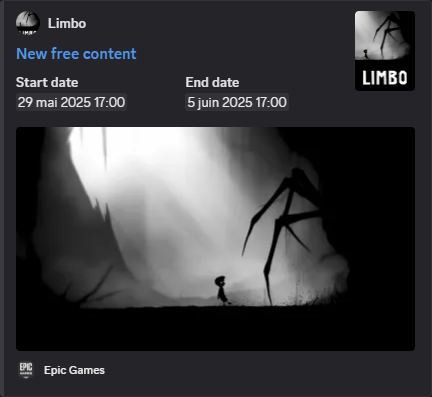 Limbo
New free content
Start date
End date
29 mai 2025 17:00
5 juin 2025 17:00
LIMBO
EPIC
GAMES
Epic Games